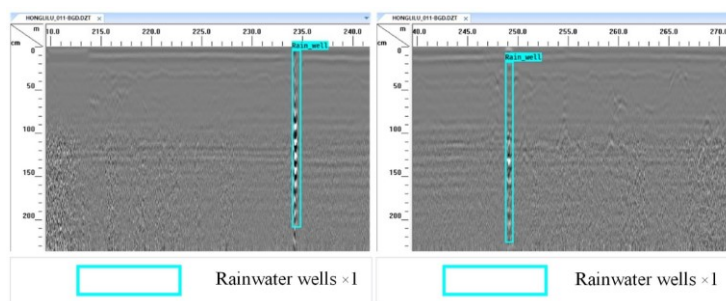 HONGLILU_011-BGD.DZT ×
m
210.0 215.0 220.0 225.0 230.0 235.0 240.0
cm
0
50
100
150
200
Rain_well
Rainwater wells ×1
HONGLILU_011-BGD.DZT ×
m
240.0 245.0 250.0 255.0 260.0 265.0 270.0
cm
0
50
100
150
200
Rain_well
Rainwater wells ×1